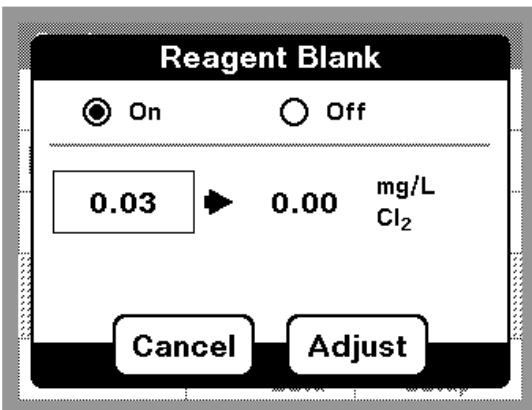 Reagent Blank
On Off
0.03 0.00 mg/L
Cl₂
Cancel Adjust